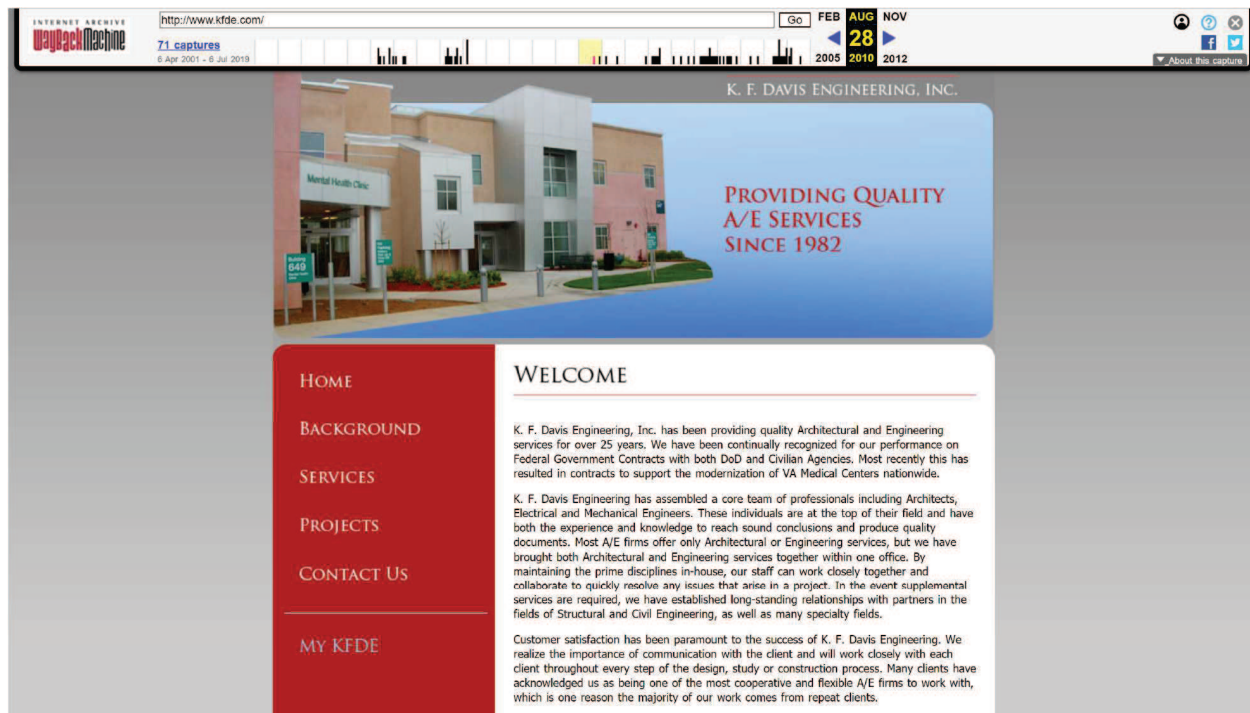 INTERNET ARCHIVE
WayBackMachine
http://www.kfde.com/
Go
FEB AUG NOV
71 captures
28
6 Apr 2001 - 6 Jul 2019
2005 2010 2012
About this capture
K. F. Davis Engineering, Inc.
Mental Health Clinic
Building
649
Providing Quality
A/E Services
Since 1982
Home
Background
Services
Projects
Contact Us
My KFDE
Welcome
K. F. Davis Engineering, Inc. has been providing quality Architectural and Engineering
services for over 25 years. We have been continually recognized for our performance on
Federal Government Contracts with both DoD and Civilian Agencies. Most recently this has
resulted in contracts to support the modernization of VA Medical Centers nationwide.
K. F. Davis Engineering has assembled a core team of professionals including Architects,
Electrical and Mechanical Engineers. These individuals are at the top of their field and have
both the experience and knowledge to reach sound conclusions and produce quality
documents. Most A/E firms offer only Architectural or Engineering services, but we have
brought both Architectural and Engineering services together within one office. By
maintaining the prime disciplines in-house, our staff can work closely together and
collaborate to quickly resolve any issues that arise in a project. In the event supplemental
services are required, we have established long-standing relationships with partners in the
fields of Structural and Civil Engineering, as well as many specialty fields.
Customer satisfaction has been paramount to the success of K. F. Davis Engineering. We
realize the importance of communication with the client and will work closely with each
client throughout every step of the design, study or construction process. Many clients have
acknowledged us as being one of the most cooperative and flexible A/E firms to work with,
which is one reason the majority of our work comes from repeat clients.